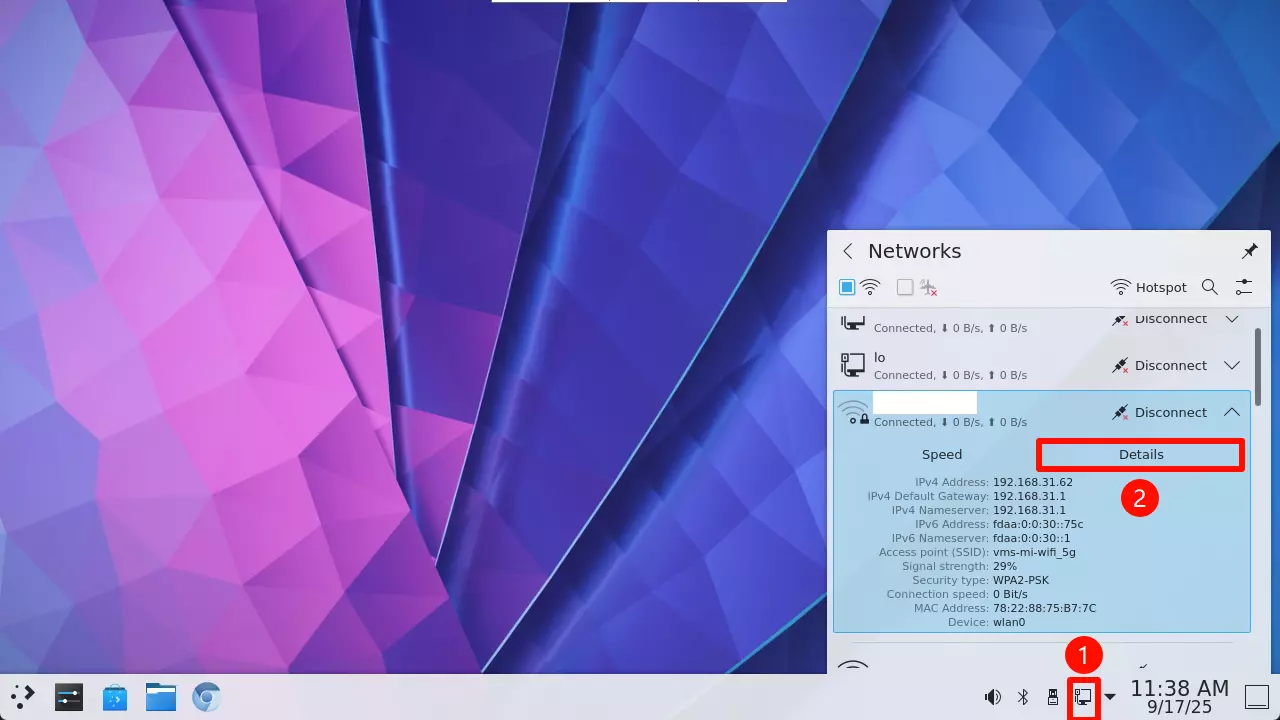 Networks
Hotspot
Disconnect
Connected, ⬇ 0 B/s, ⬆ 0 B/s
lo
Disconnect
Connected, ⬇ 0 B/s, ⬆ 0 B/s
Disconnect
Connected, ⬇ 0 B/s, ⬆ 0 B/s
Speed Details
IPv4 Address: 192.168.31.62
IPv4 Default Gateway: 192.168.31.1
IPv4 Nameserver: 192.168.31.1
IPv6 Address: fdaa:0:0:30::75c
IPv6 Nameserver: fdaa:0:0:30::1
Access point (SSID): vms-mi-wifi_5g
Signal strength: 29%
Security type: WPA2-PSK
Connection speed: 0 Bit/s
MAC Address: 78:22:88:75:B7:7C
Device: wlan0
2
1
11:38 AM
9/17/25